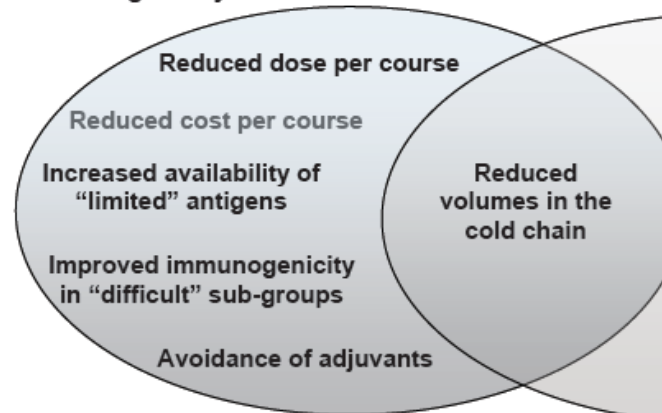 Reduced dose per course
Reduced cost per course
Increased availability of
“limited” antigens
Reduced
volumes in the
cold chain
Improved immunogenicity
in “difficult” sub-groups
Avoidance of adjuvants